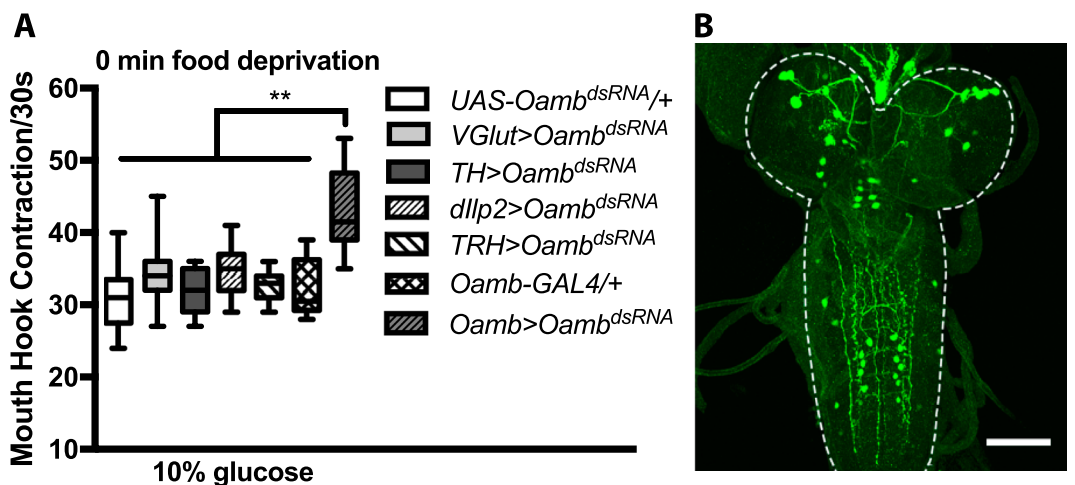 A
0 min food deprivation
**
Mouth Hook Contraction/30s
60
50
40
30
20
10
10% glucose
UAS-Oamb^dsRNA/+
VGlut>Oamb^dsRNA
TH>Oamb^dsRNA
dIlp2>Oamb^dsRNA
TRH>Oamb^dsRNA
Oamb-GAL4/+
Oamb>Oamb^dsRNA
B